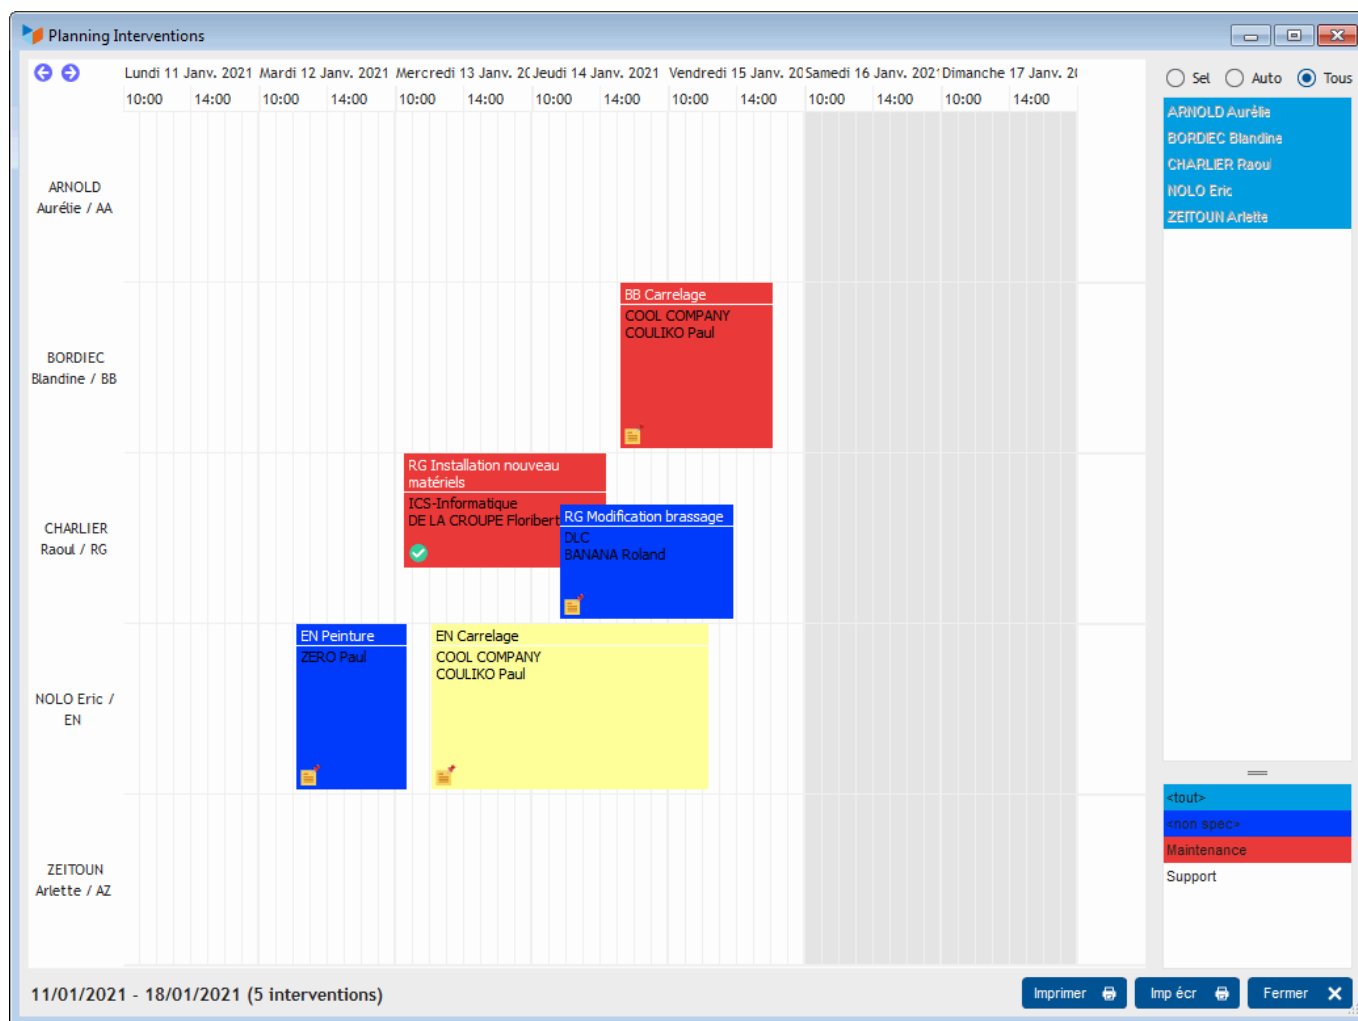 Planning Interventions
Lundi 11 Janv. 2021 Mardi 12 Janv. 2021 Mercredi 13 Janv. 20 Jeudi 14 Janv. 2021 Vendredi 15 Janv. 20 Samedi 16 Janv. 202 Dimanche 17 Janv. 20
10:00 14:00 10:00 14:00 10:00 14:00 10:00 14:00 10:00 14:00 10:00 14:00 10:00 14:00
Sel Auto Tous
ARNOLD Aurélie
BORDIEC Blandine
CHARLIER Raoul
NOLO Eric
ZEITOUN Arlette
ARNOLD
Aurélie / AA
BORDIEC
Blandine / BB
BB Carrelage
COOL COMPANY
COULIKO Paul
CHARLIER
Raoul / RG
RG Installation nouveau
matériels
ICS-Informatique
DE LA CROUPE Floribert
RG Modification brassage
DLC
BANANA Roland
NOLO Eric /
EN
EN Peinture
ZERO Paul
EN Carrelage
COOL COMPANY
COULIKO Paul
ZEITOUN
Arlette / AZ
<tout>
<non spec>
Maintenance
Support
11/01/2021 - 18/01/2021 (5 interventions)
Imprimer
Imp écr
Fermer